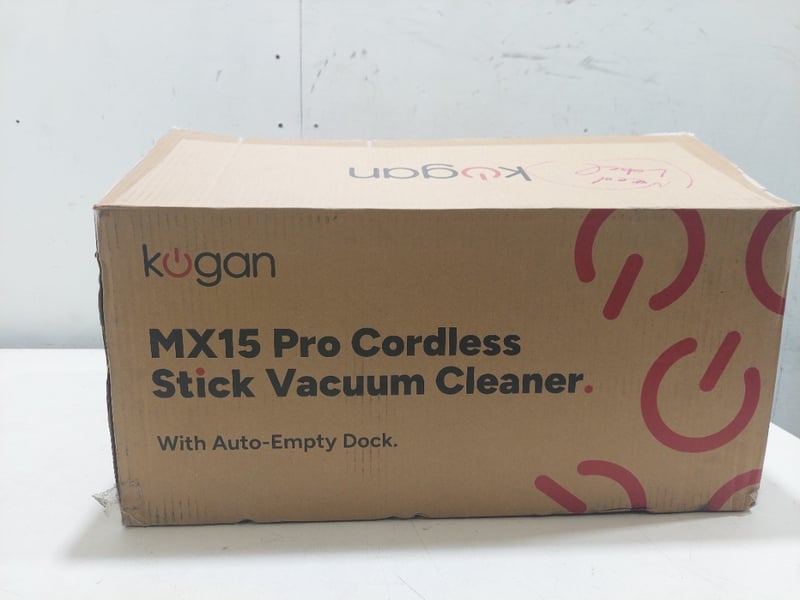 kogan
kogan
MX15 Pro Cordless
Stick Vacuum Cleaner.
With Auto-Empty Dock.